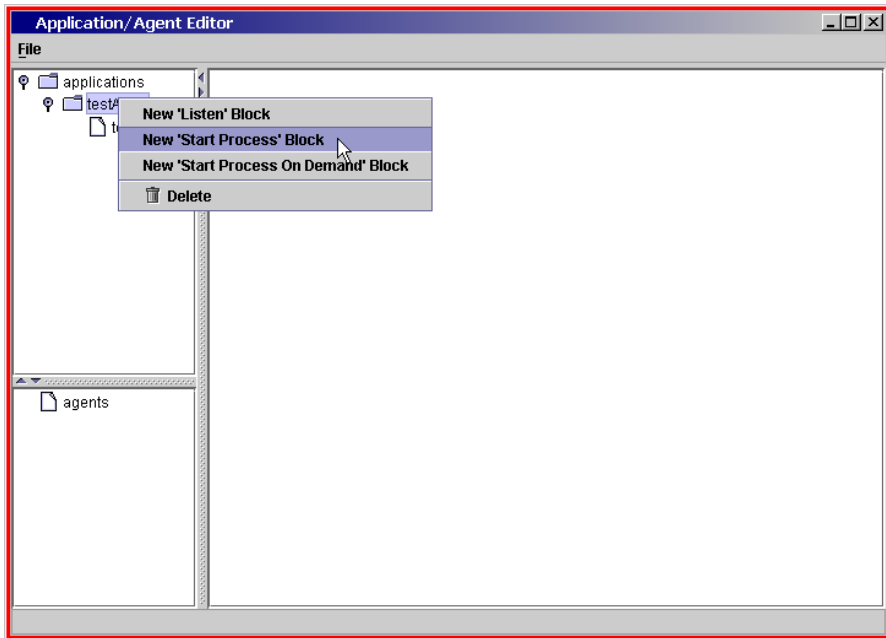 Application/Agent Editor
File
applications
testA
New 'Listen' Block
New 'Start Process' Block
New 'Start Process On Demand' Block
Delete
agents